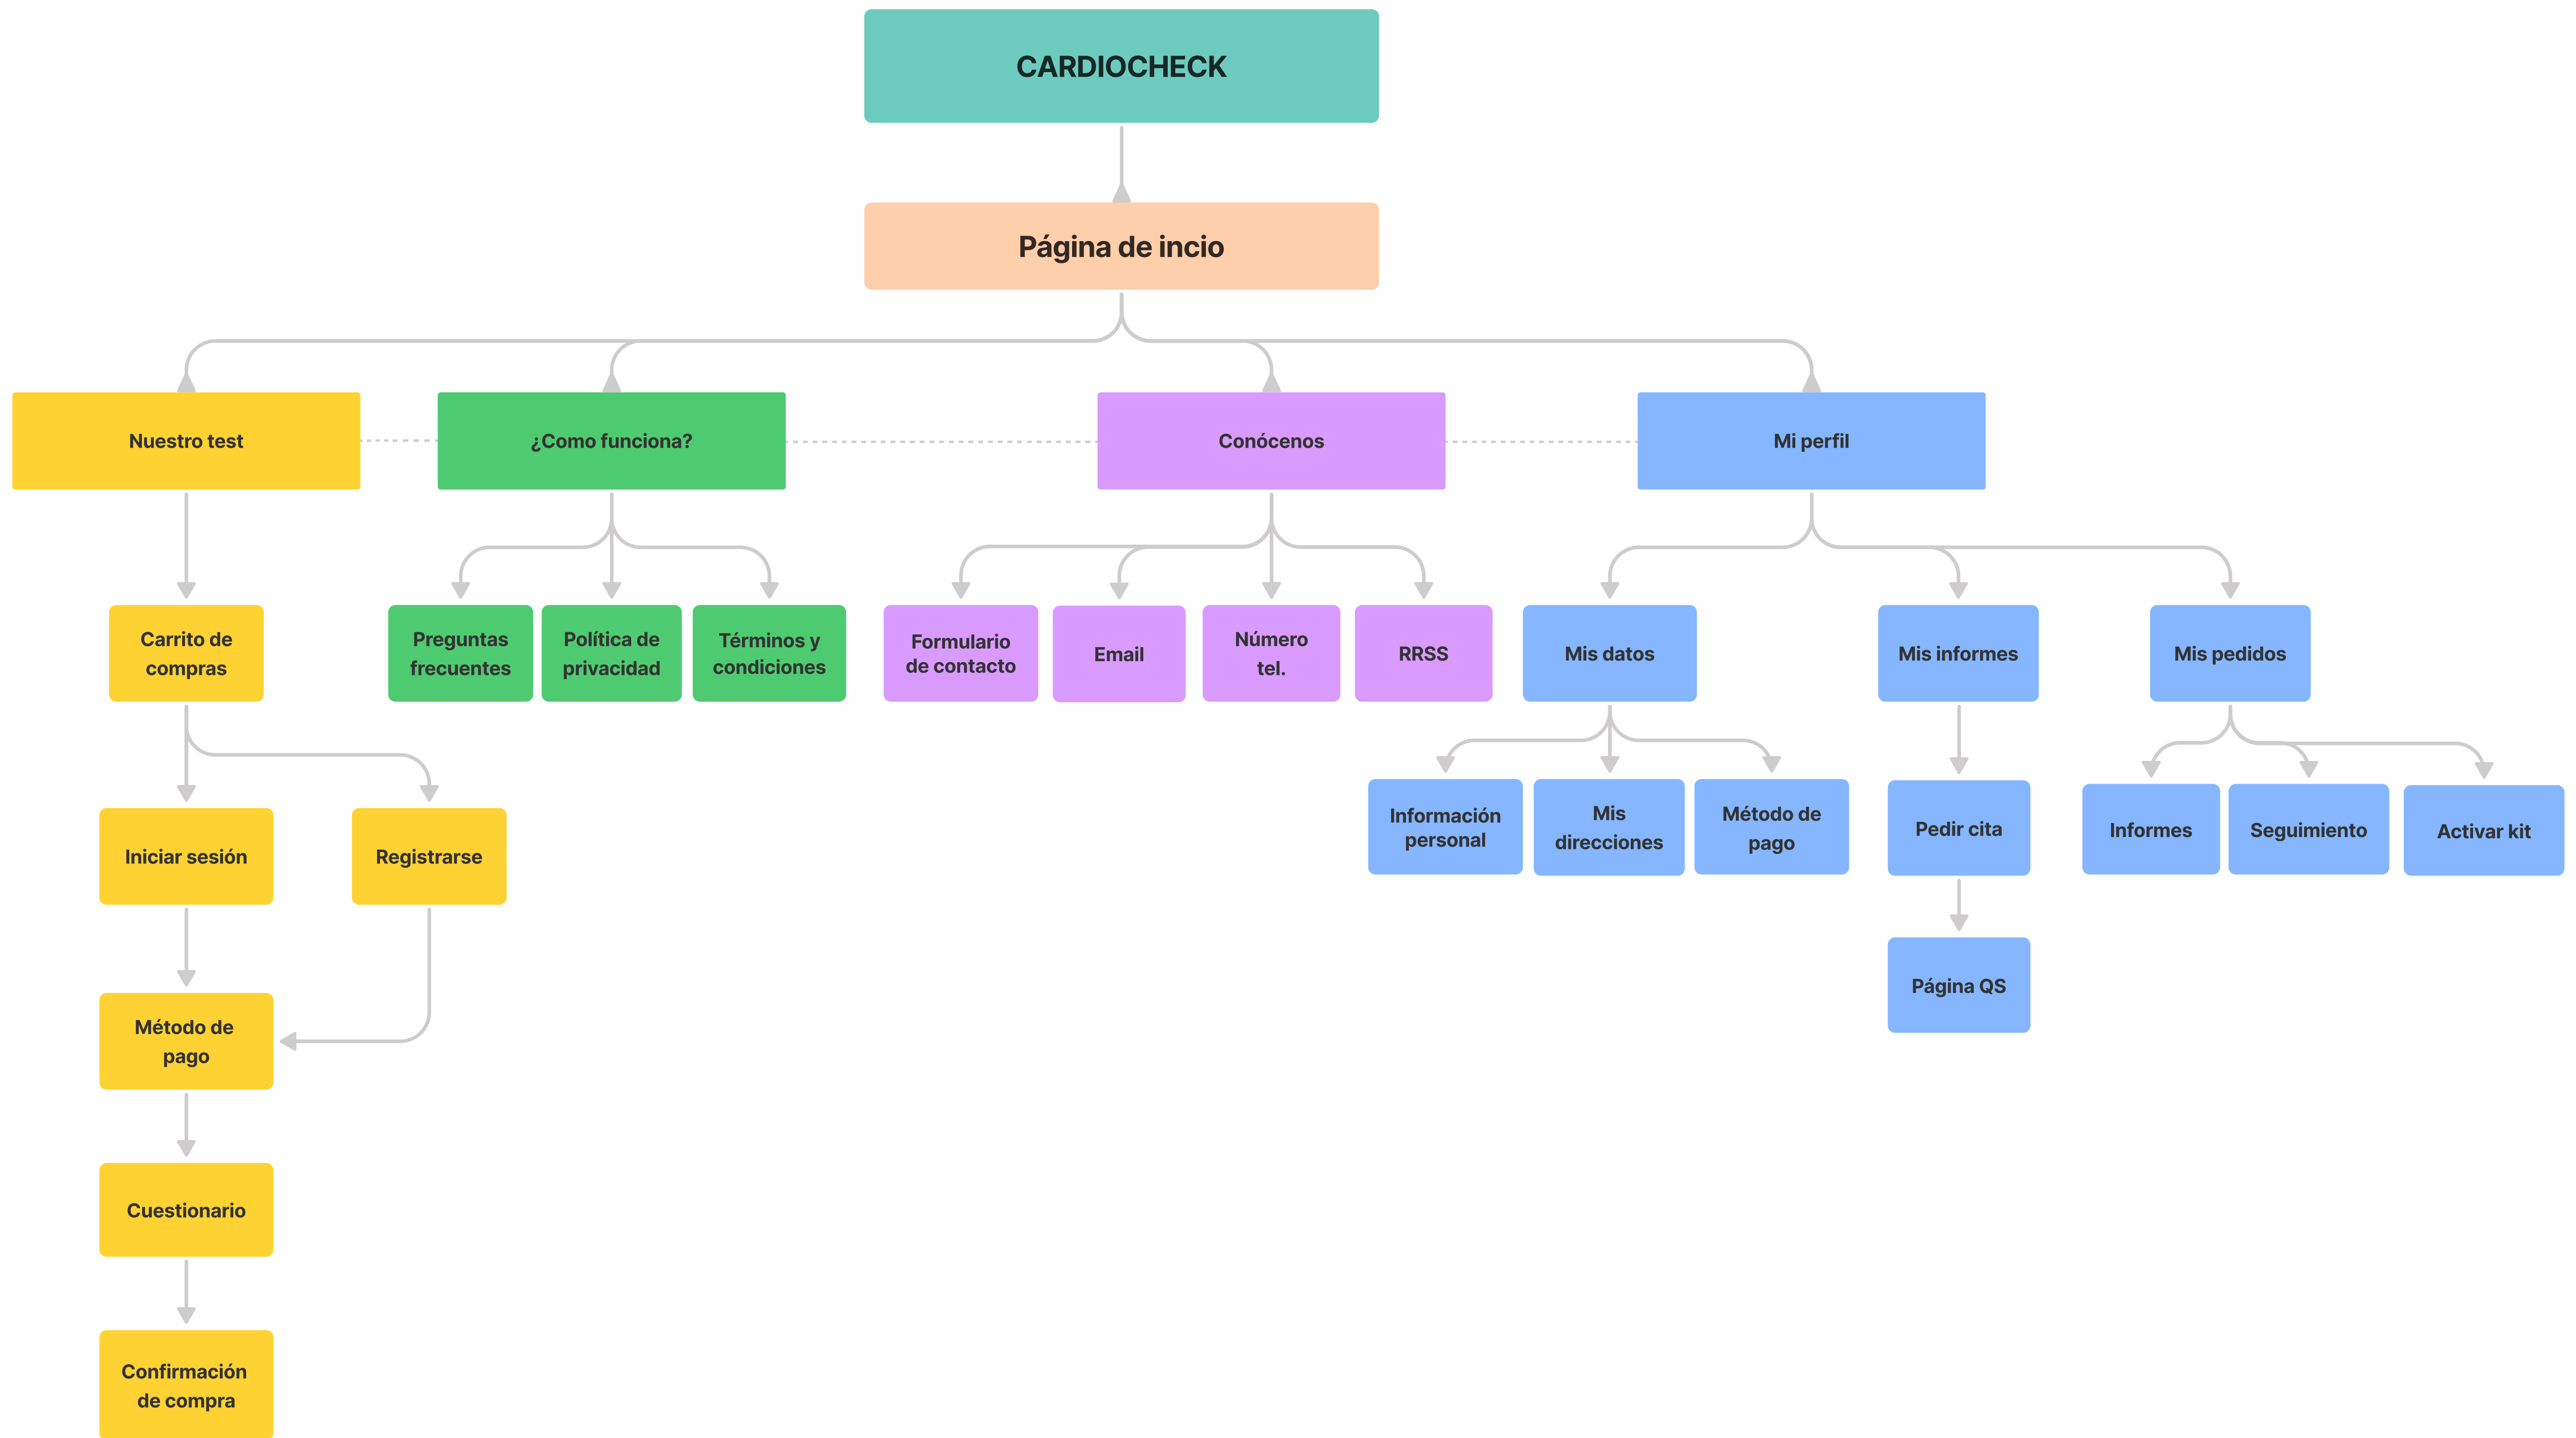 CARDIOCHECK
Página de incio
Nuestro test
¿Como funciona?
Conócenos
Mi perfil
Carrito de
compras
Preguntas
frecuentes
Política de
privacidad
Términos y
condiciones
Formulario
de contacto
Email
Número
tel.
RRSS
Mis datos
Mis informes
Mis pedidos
Iniciar sesión
Registrarse
Información
personal
Mis
direcciones
Método de
pago
Pedir cita
Informes
Seguimiento
Activar kit
Método de
pago
Página QS
Cuestionario
Confirmación
de compra